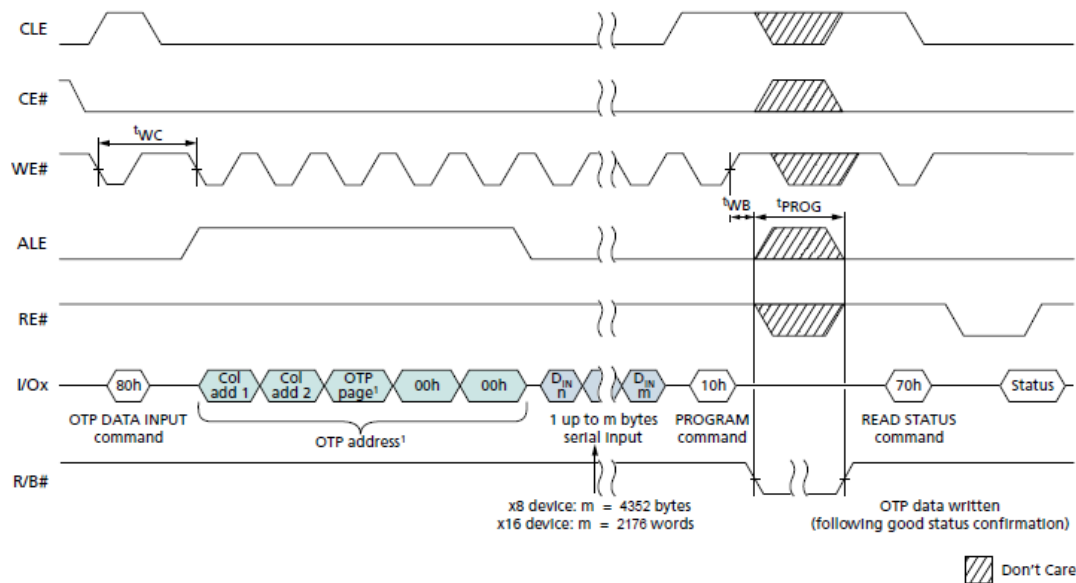 CLE
CE#
tWC
WE#
tWB
tPROG
ALE
RE#
I/Ox
80h
Col add 1
Col add 2
OTP page1
00h
00h
DIN n
DIN m
10h
70h
Status
OTP DATA INPUT
command
OTP address1
1 up to m bytes
serial input
PROGRAM
command
READ STATUS
command
R/B#
x8 device: m = 4352 bytes
x16 device: m = 2176 words
OTP data written
(following good status confirmation)
Don't Care